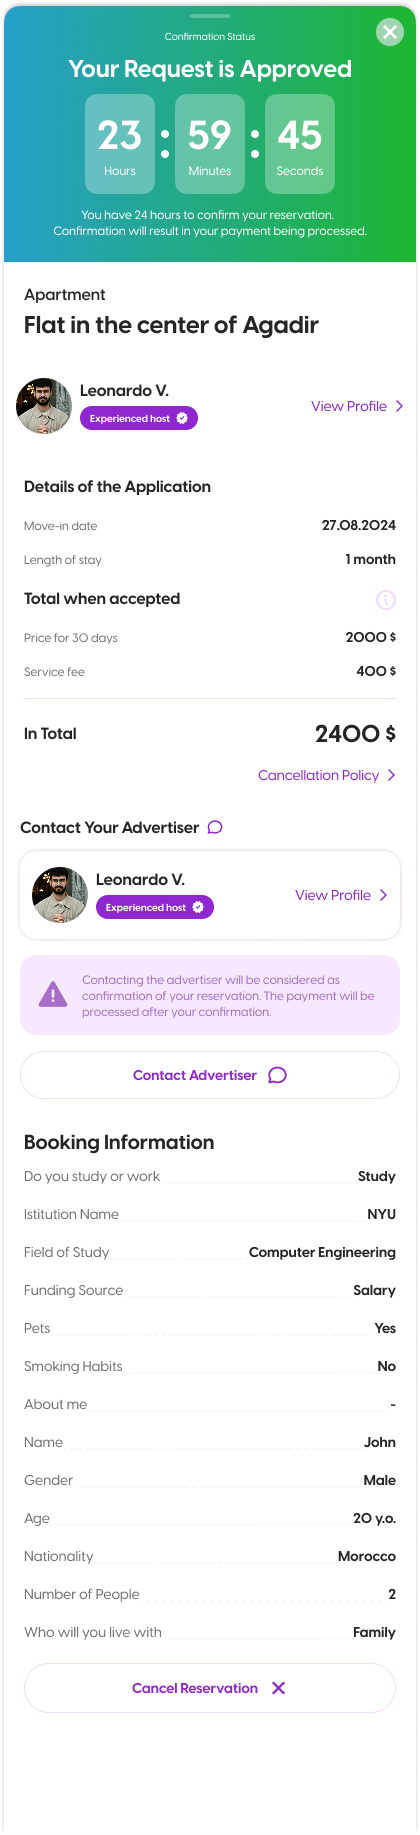 Confirmation Status
Your Request is Approved
23 : 59 : 45
Hours Minutes Seconds
You have 24 hours to confirm your reservation.
Confirmation will result in your payment being processed.
Apartment
Flat in the center of Agadir
Leonardo V.
Experienced host
View Profile
Details of the Application
Move-in date 27.08.2024
Length of stay 1 month
Total when accepted
Price for 30 days 2000 $
Service fee 400 $
In Total 2400 $
Cancellation Policy
Contact Your Advertiser
Leonardo V.
Experienced host
View Profile
Contacting the advertiser will be considered as
confirmation of your reservation. The payment will be
processed after your confirmation.
Contact Advertiser
Booking Information
Do you study or work Study
Istitution Name NYU
Field of Study Computer Engineering
Funding Source Salary
Pets Yes
Smoking Habits No
About me -
Name John
Gender Male
Age 20 y.o.
Nationality Morocco
Number of People 2
Who will you live with Family
Cancel Reservation